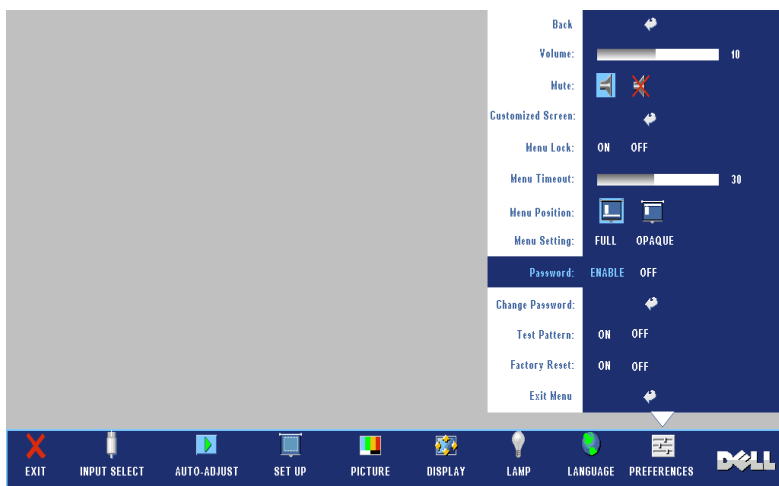 Back
Volume: 10
Mute:
Customized Screen:
Menu Lock: ON OFF
Menu Timeout: 30
Menu Position:
Menu Setting: FULL OPAQUE
Password: ENABLE OFF
Change Password:
Test Pattern: ON OFF
Factory Reset: ON OFF
Exit Menu
EXIT INPUT SELECT AUTO-ADJUST SET UP PICTURE DISPLAY LAMP LANGUAGE PREFERENCES DELL